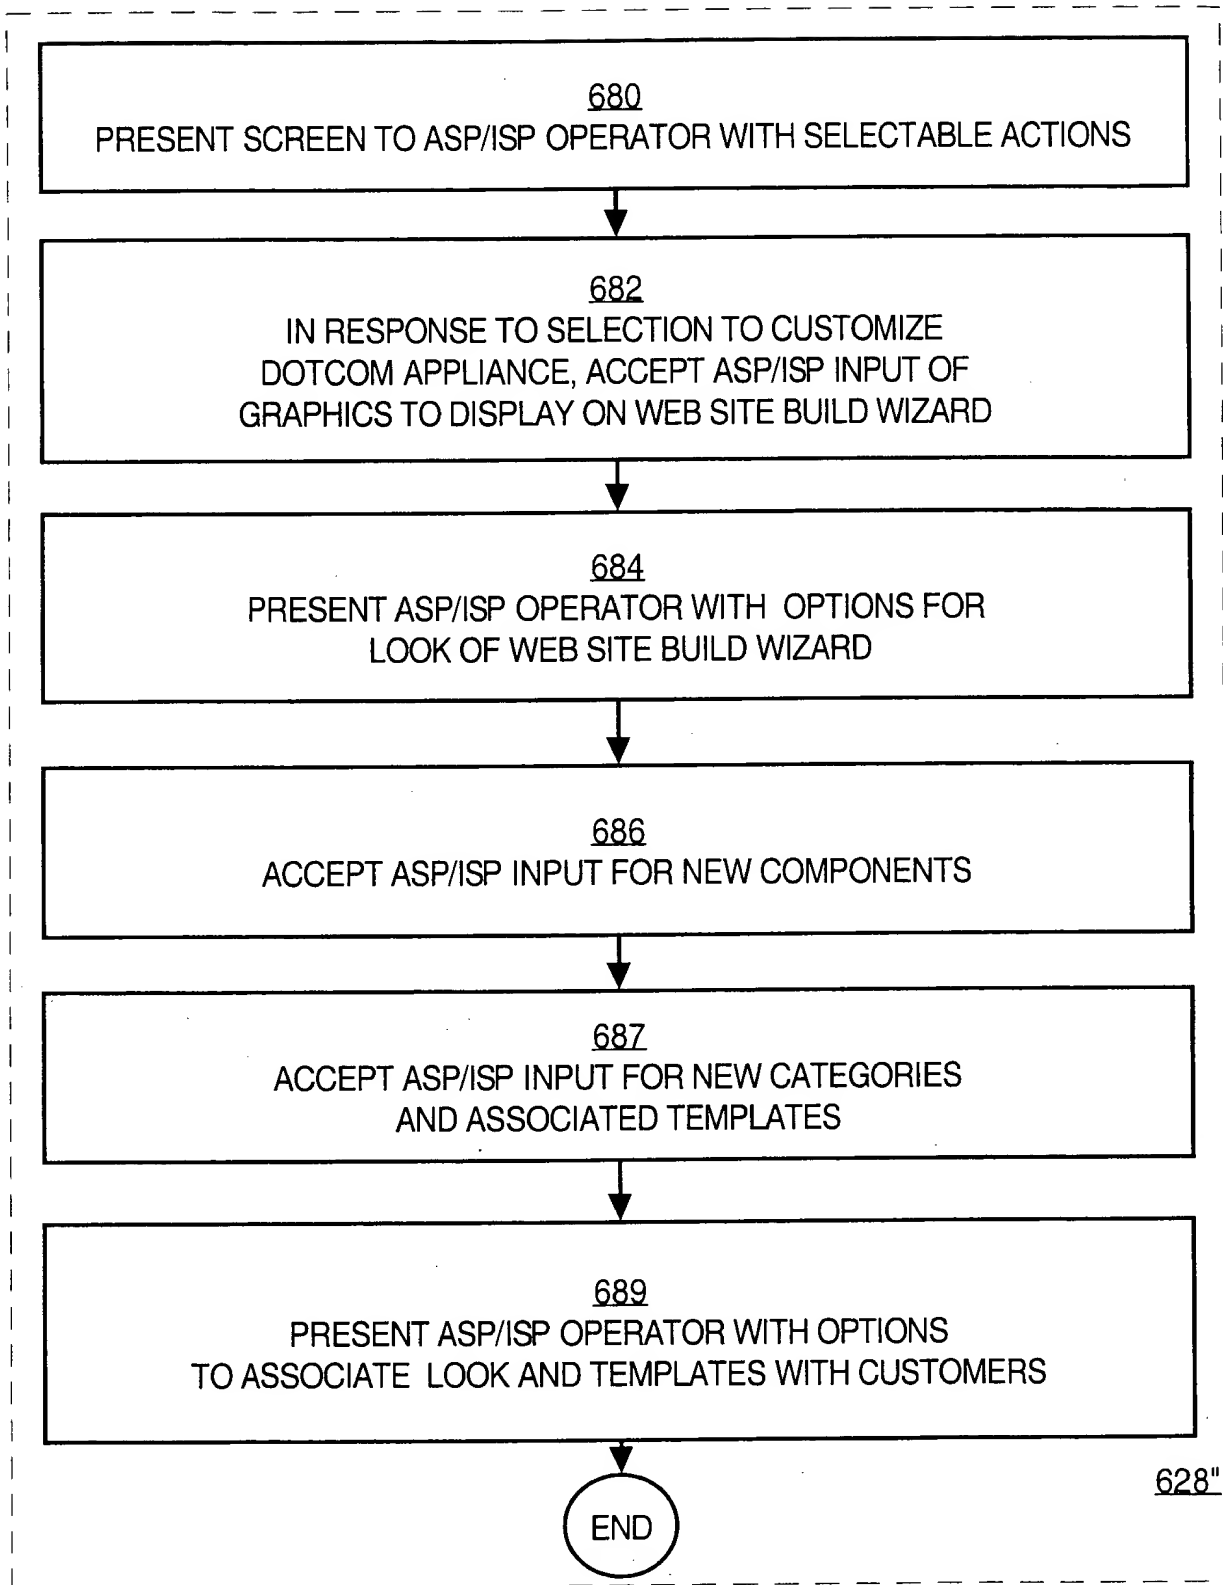 680
PRESENT SCREEN TO ASP/ISP OPERATOR WITH SELECTABLE ACTIONS
682
IN RESPONSE TO SELECTION TO CUSTOMIZE
DOTCOM APPLIANCE, ACCEPT ASP/ISP INPUT OF
GRAPHICS TO DISPLAY ON WEB SITE BUILD WIZARD
684
PRESENT ASP/ISP OPERATOR WITH OPTIONS FOR
LOOK OF WEB SITE BUILD WIZARD
686
ACCEPT ASP/ISP INPUT FOR NEW COMPONENTS
687
ACCEPT ASP/ISP INPUT FOR NEW CATEGORIES
AND ASSOCIATED TEMPLATES
689
PRESENT ASP/ISP OPERATOR WITH OPTIONS
TO ASSOCIATE LOOK AND TEMPLATES WITH CUSTOMERS
628"
END